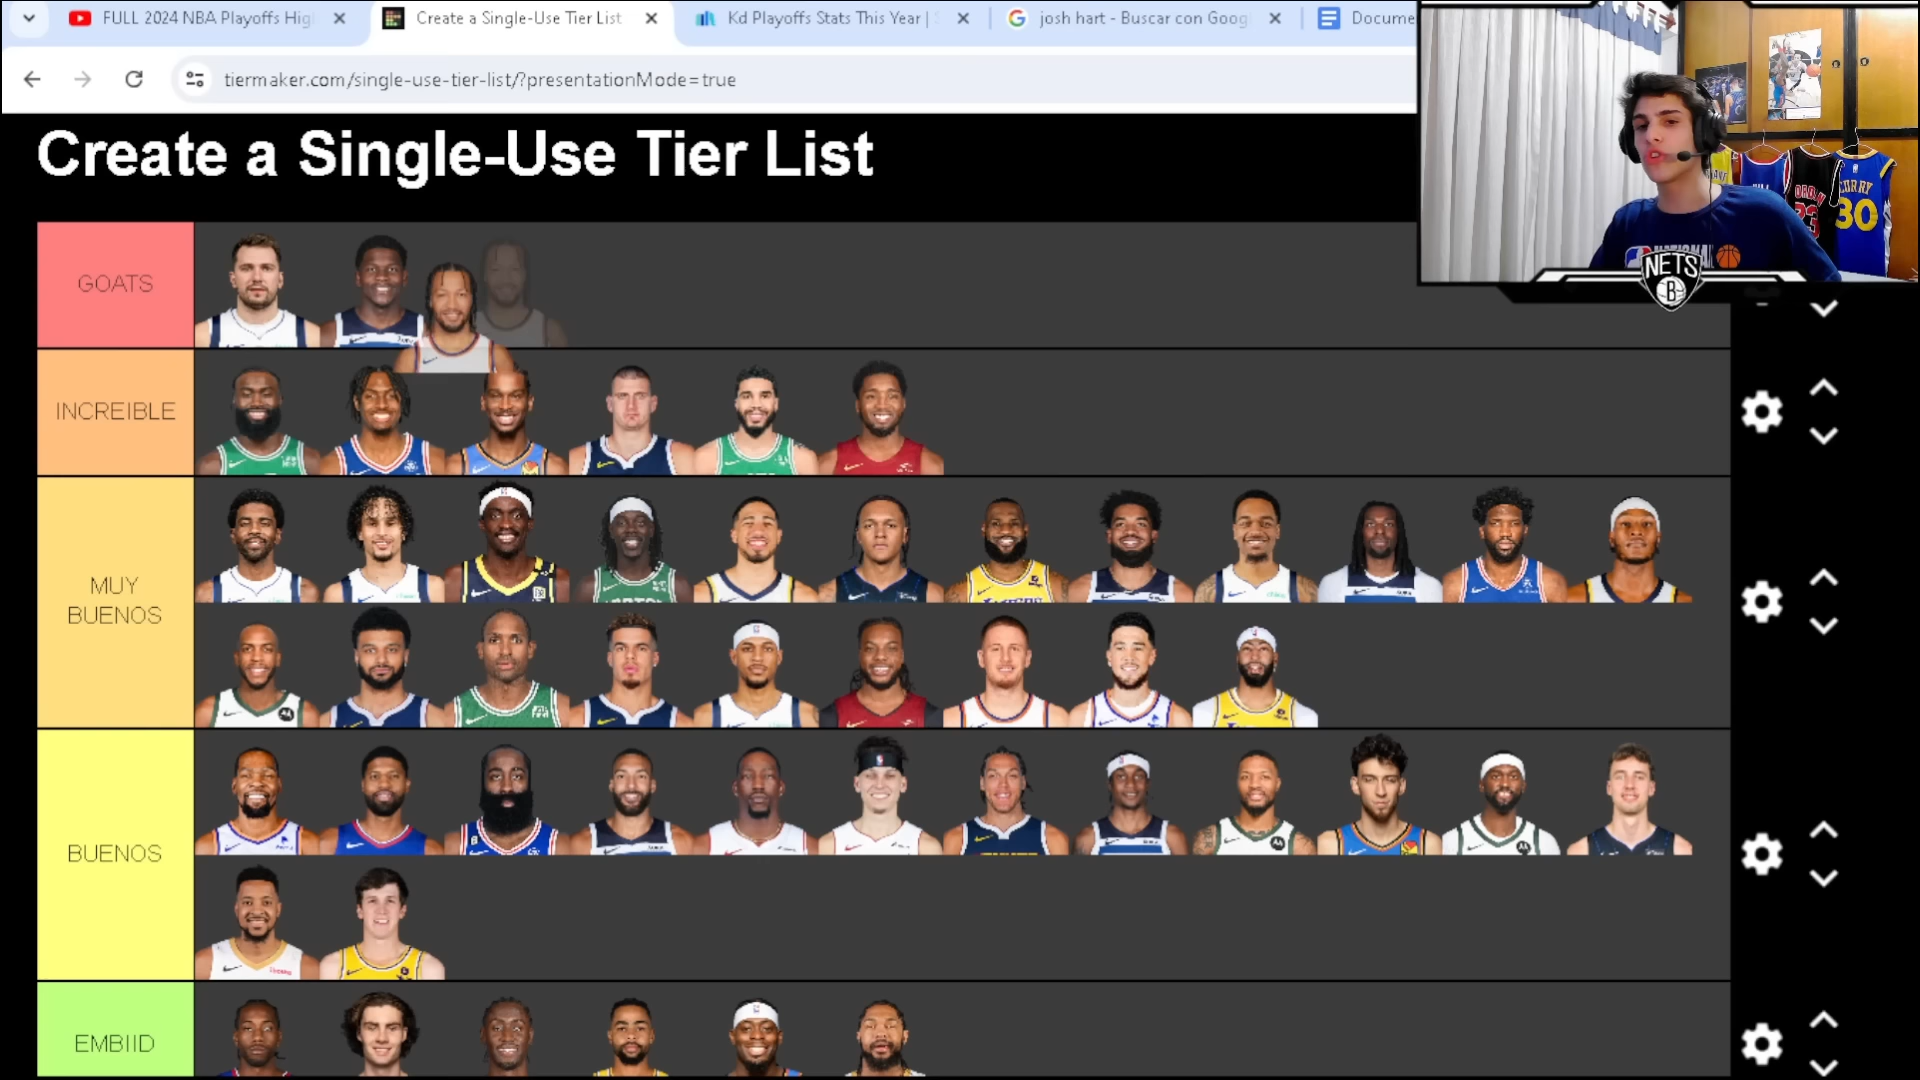 FULL 2024 NBA Playoffs Hig
Create a Single-Use Tier List
Kd Playoffs Stats This Year |
josh hart - Buscar con Goog
Docume
tiermaker.com/single-use-tier-list/?presentationMode=true
Create a Single-Use Tier List
GOATS
INCREIBLE
MUY
BUENOS
BUENOS
EMBIID
CURRY
30
NETS
B